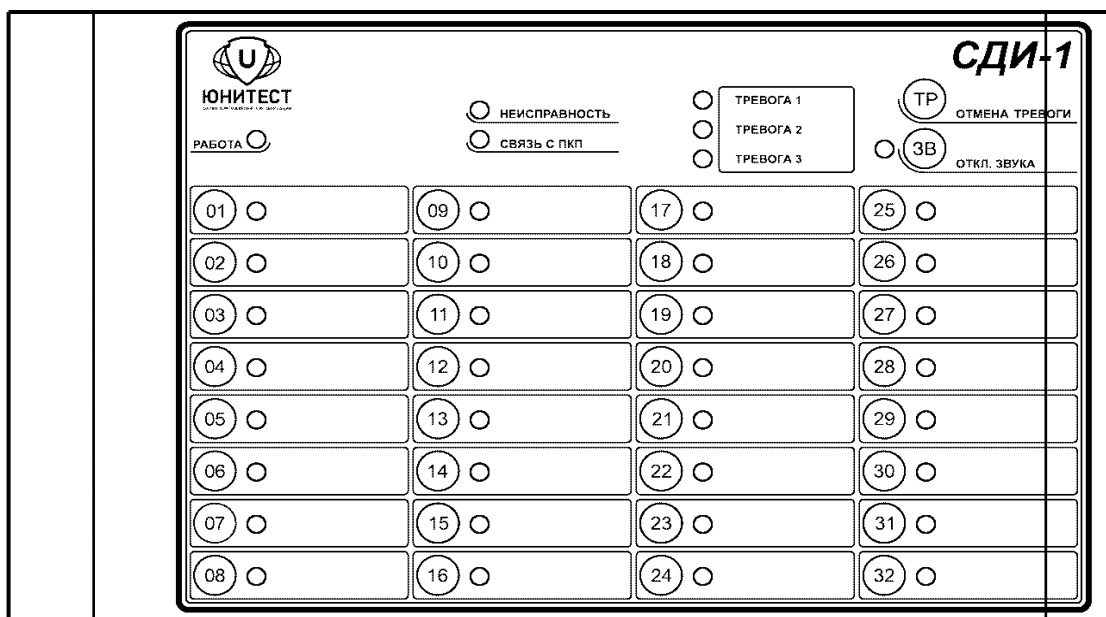 U
СДИ-1
ЮНИТЕСТ
ТРЕВОГА 1
ТР
НЕИСПРАВНОСТЬ
ОТМЕНА ТРЕВОГИ
ТРЕВОГА 2
РАБОТА
СВЯЗЬ С ПКП
ЗВ
ТРЕВОГА 3
ОТКЛ. ЗВУКА
01 09 17 25
02 10 18 26
03 11 19 27
04 12 20 28
05 13 21 29
06 14 22 30
07 15 23 31
08 16 24 32